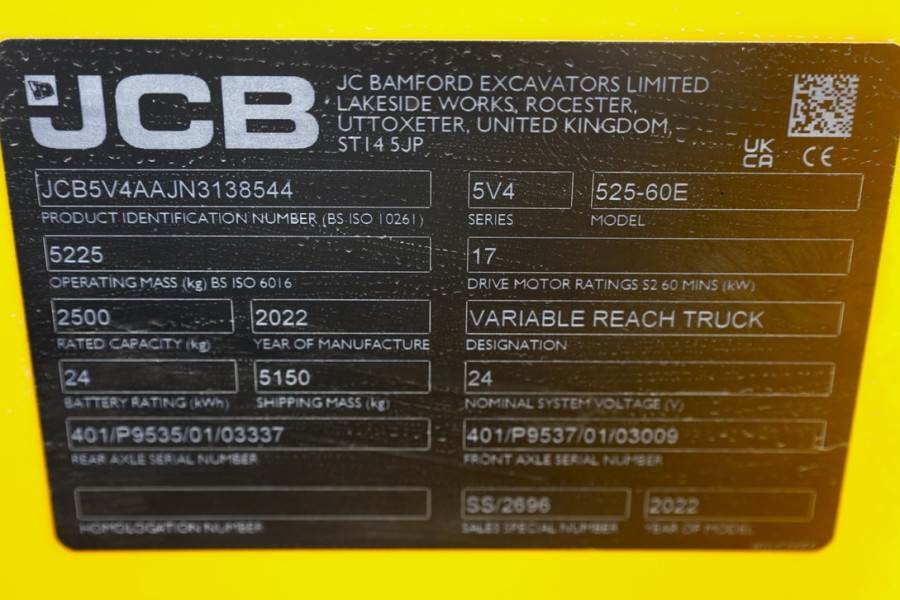 JCB
JC BAMFORD EXCAVATORS LIMITED
LAKESIDE WORKS, ROCESTER,
UTTOXETER, UNITED KINGDOM,
ST14 5JP
UK
CA CE
JCB5V4AAJN3138544 5V4 525-60E
PRODUCT IDENTIFICATION NUMBER (BS ISO 10261) SERIES MODEL
5225 17
OPERATING MASS (kg) BS ISO 6016 DRIVE MOTOR RATINGS S2 60 MINS (kW)
2500 2022 VARIABLE REACH TRUCK
RATED CAPACITY (kg) YEAR OF MANUFACTURE DESIGNATION
24 5150 24
BATTERY RATING (kWh) SHIPPING MASS (kg) NOMINAL SYSTEM VOLTAGE (V)
401/P9535/01/03337 401/P9537/01/03009
REAR AXLE SERIAL NUMBER FRONT AXLE SERIAL NUMBER
SS/2696 2022
HOMOLOGATION NUMBER SALES SPECIAL NUMBER YEAR OF MODEL